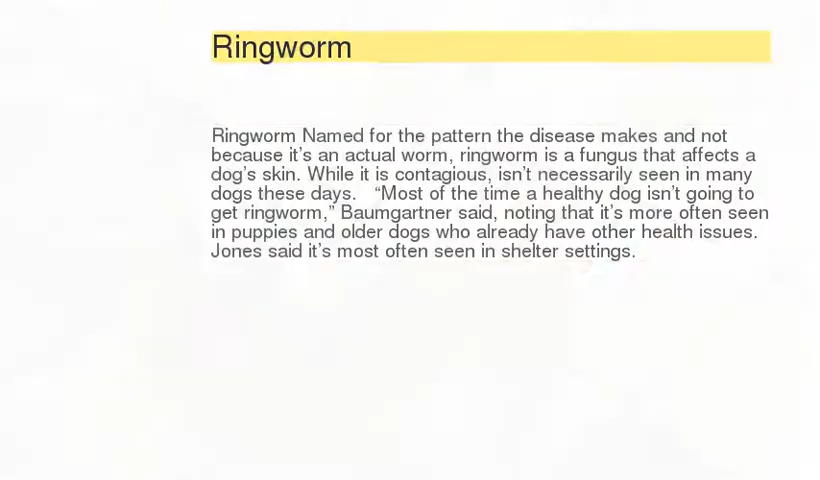 Ringworm
Ringworm Named for the pattern the disease makes and not
because it’s an actual worm, ringworm is a fungus that affects a
dog’s skin. While it is contagious, isn’t necessarily seen in many
dogs these days.   “Most of the time a healthy dog isn’t going to
get ringworm,” Baumgartner said, noting that it’s more often seen
in puppies and older dogs who already have other health issues.
Jones said it’s most often seen in shelter settings.